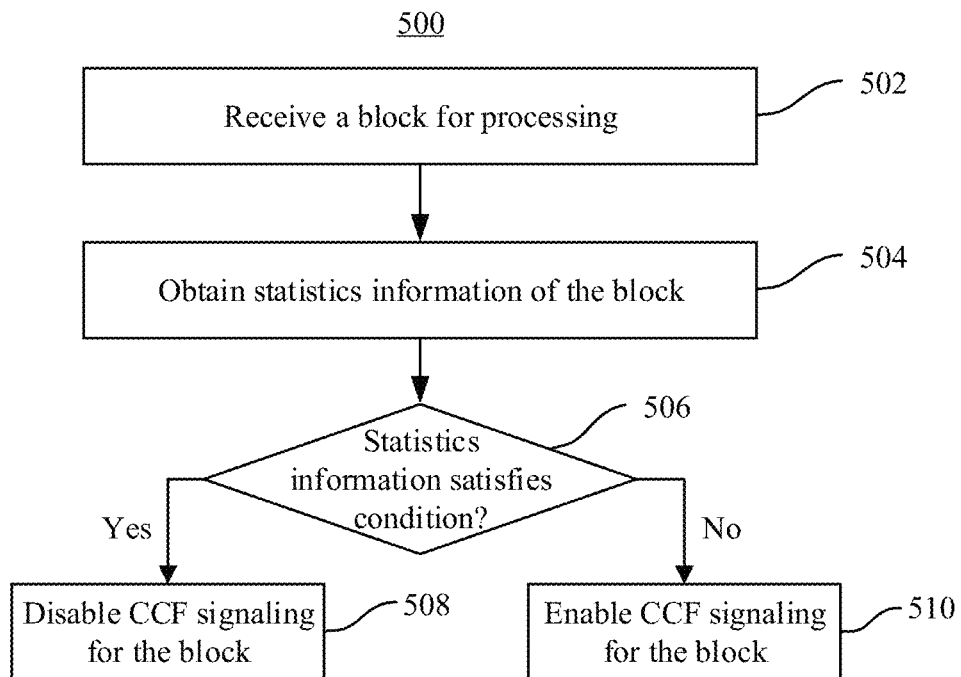 500
Receive a block for processing
502
Obtain statistics information of the block
504
506
Statistics
information satisfies
condition?
Yes
No
Disable CCF signaling
for the block
508
Enable CCF signaling
for the block
510